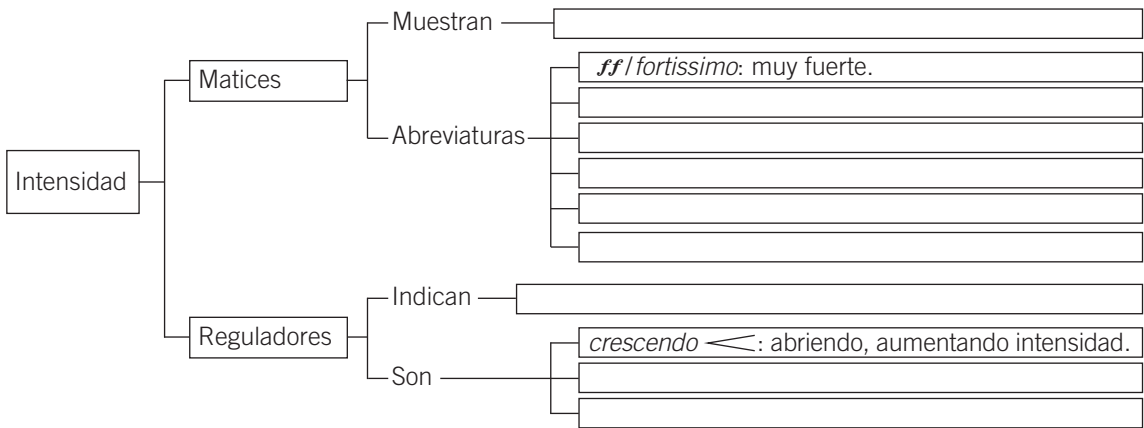 Muestran
ff / fortissimo: muy fuerte.
Matices
Abreviaturas
Intensidad
Indican
Reguladores
crescendo <: abriendo, aumentando intensidad.
Son